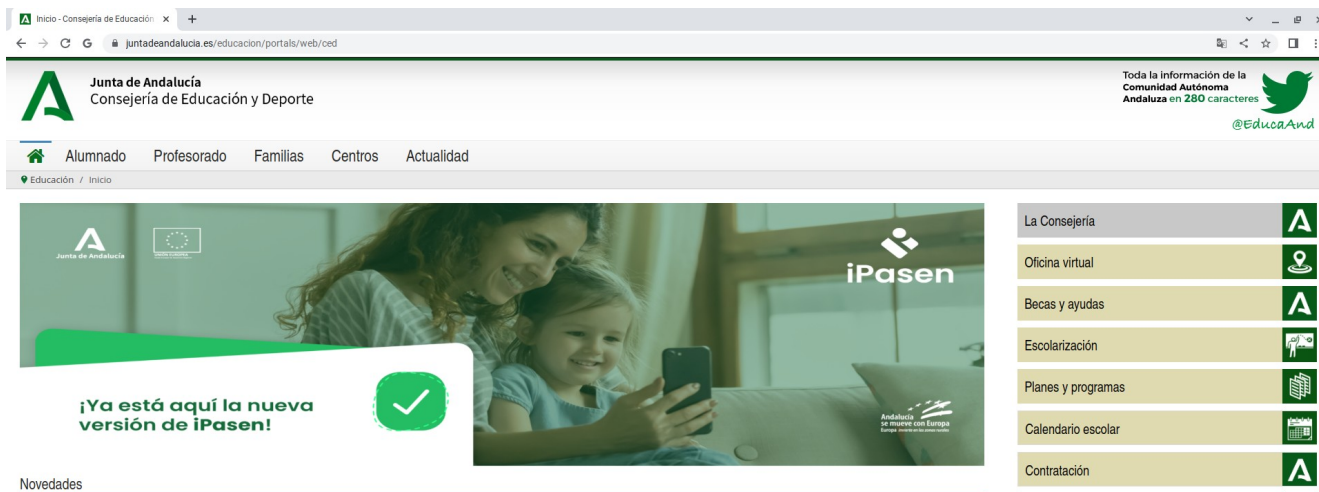 Inicio - Consejería de Educación
juntadeandalucia.es/educacion/portals/web/ced
Junta de Andalucía
Consejería de Educación y Deporte
Toda la información de la
Comunidad Autónoma
Andaluza en 280 caracteres
@EducaAnd
Alumnado Profesorado Familias Centros Actualidad
Educación / Inicio
Junta de Andalucía
iPasen
¡Ya está aquí la nueva
versión de iPasen!
Andalucía
se mueve con Europa
La Consejería
Oficina virtual
Becas y ayudas
Escolarización
Planes y programas
Calendario escolar
Contratación
Novedades